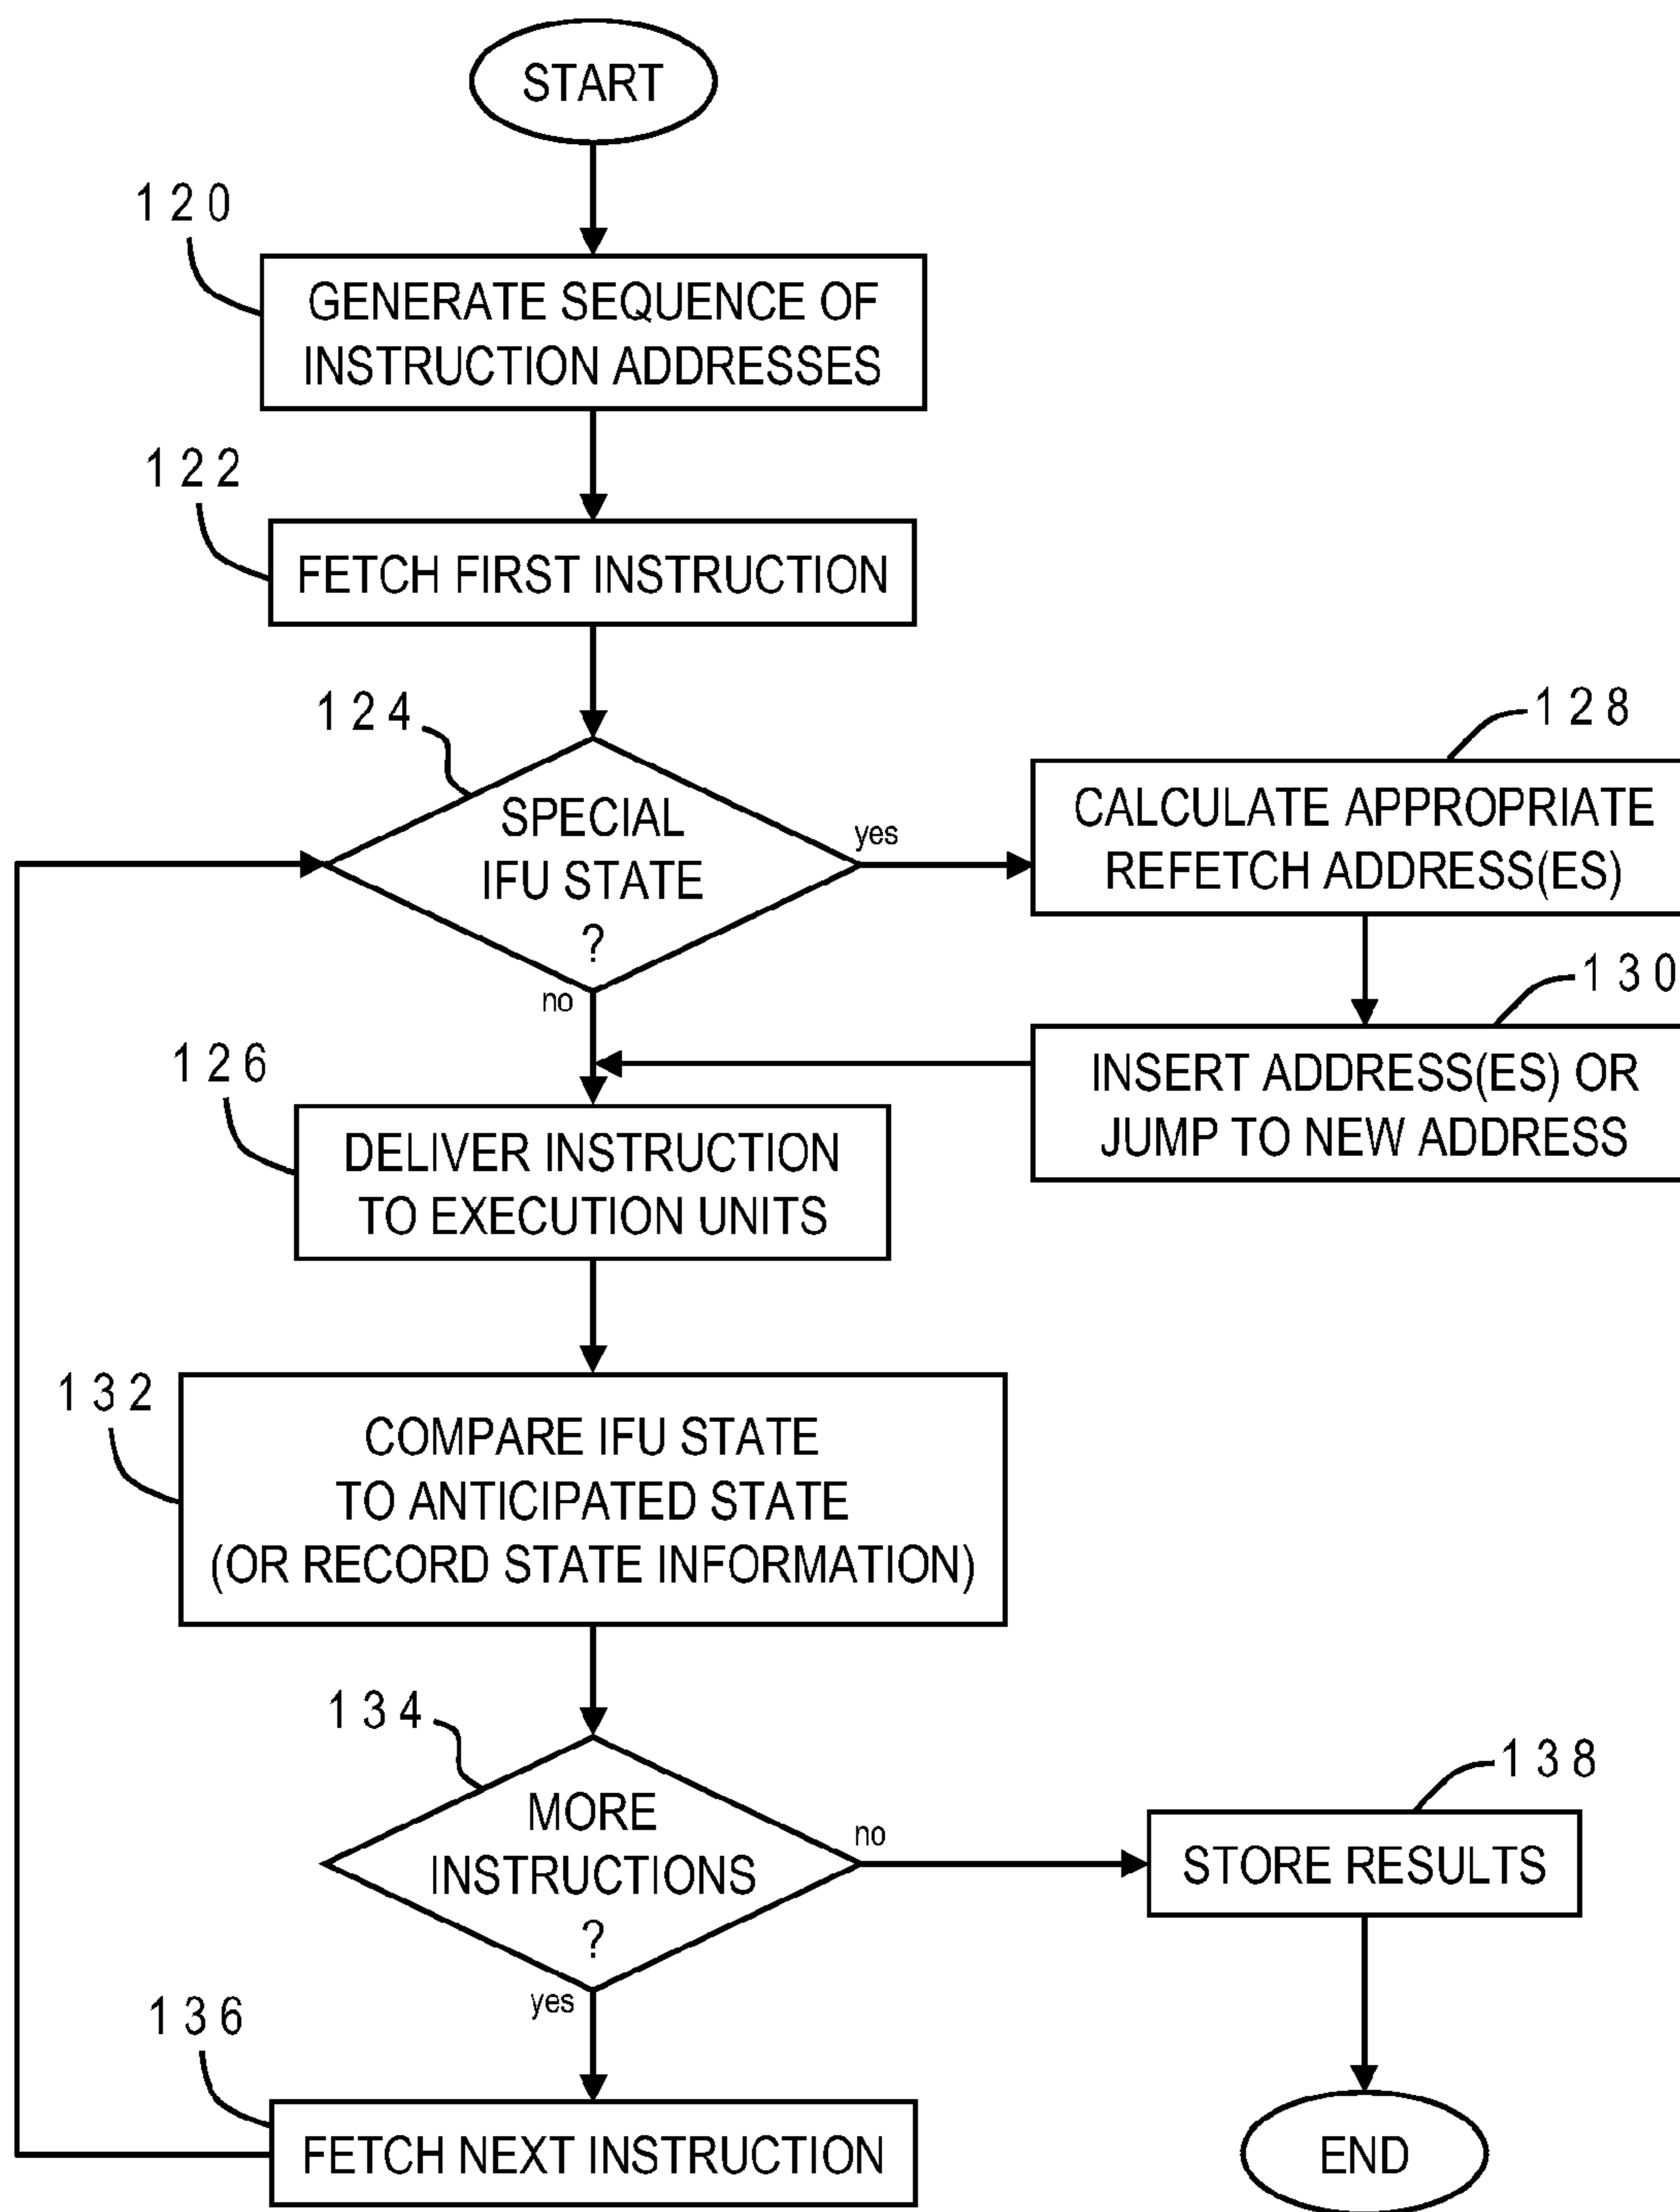 START
120
GENERATE SEQUENCE OF
INSTRUCTION ADDRESSES
122
FETCH FIRST INSTRUCTION
124
SPECIAL
IFU STATE
?
yes
no
128
CALCULATE APPROPRIATE
REFETCH ADDRESS(ES)
130
INSERT ADDRESS(ES) OR
JUMP TO NEW ADDRESS
126
DELIVER INSTRUCTION
TO EXECUTION UNITS
132
COMPARE IFU STATE
TO ANTICIPATED STATE
(OR RECORD STATE INFORMATION)
134
MORE
INSTRUCTIONS
?
no
yes
138
STORE RESULTS
136
FETCH NEXT INSTRUCTION
END